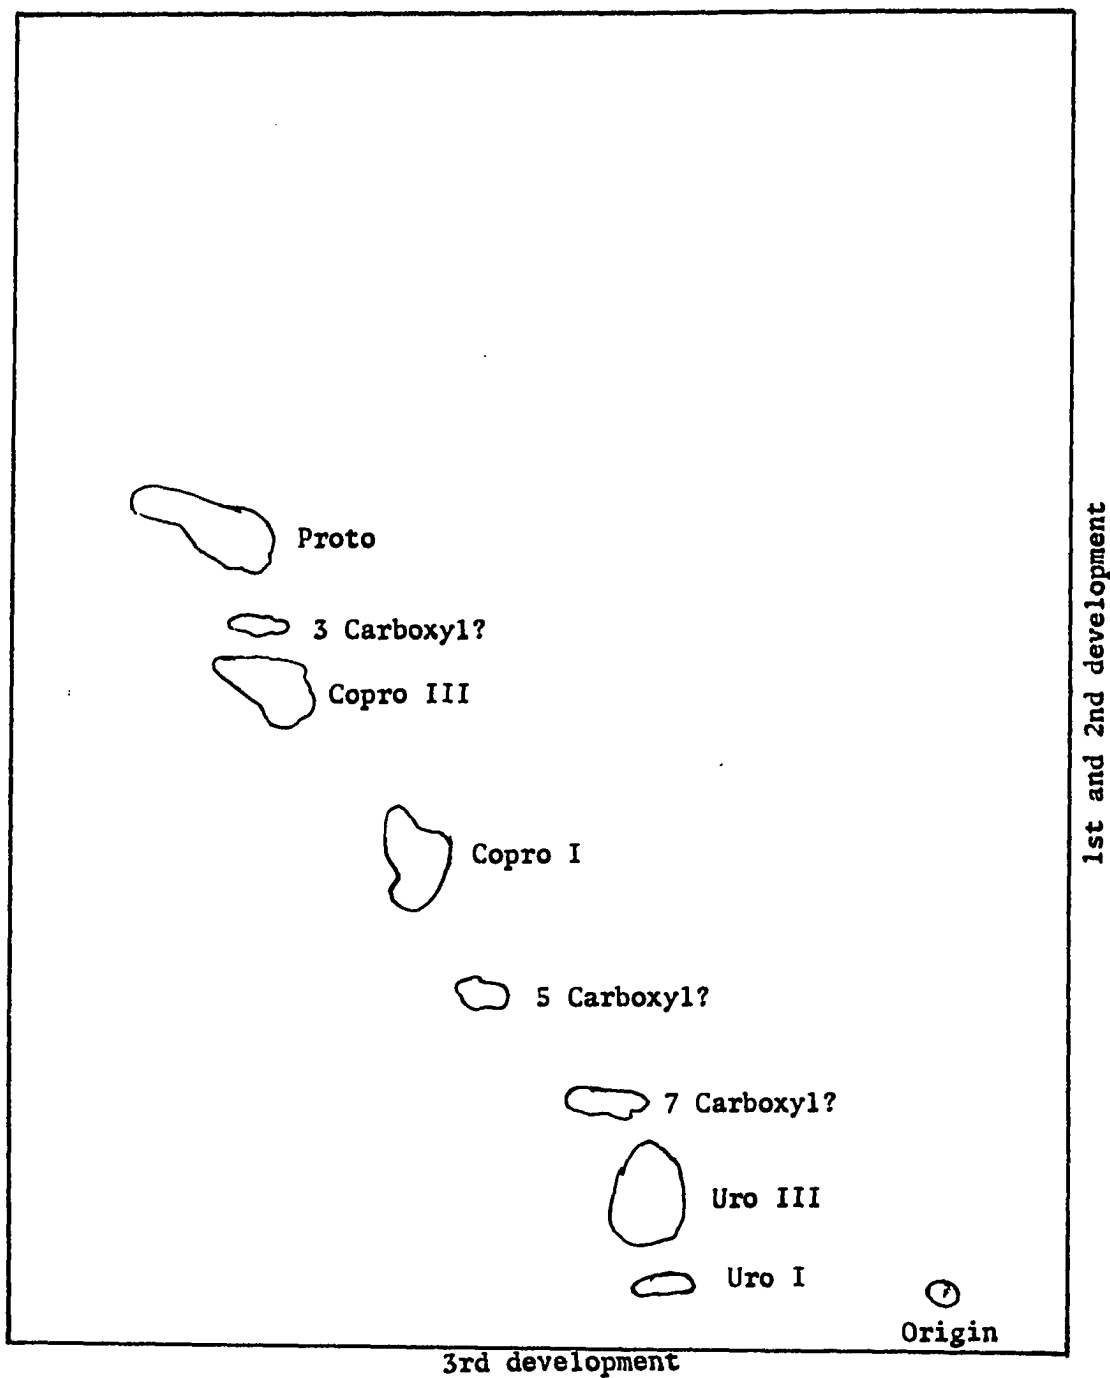 Proto
3 Carboxyl?
Copro III
Copro I
5 Carboxyl?
7 Carboxyl?
Uro III
Uro I
Origin
3rd development
1st and 2nd development